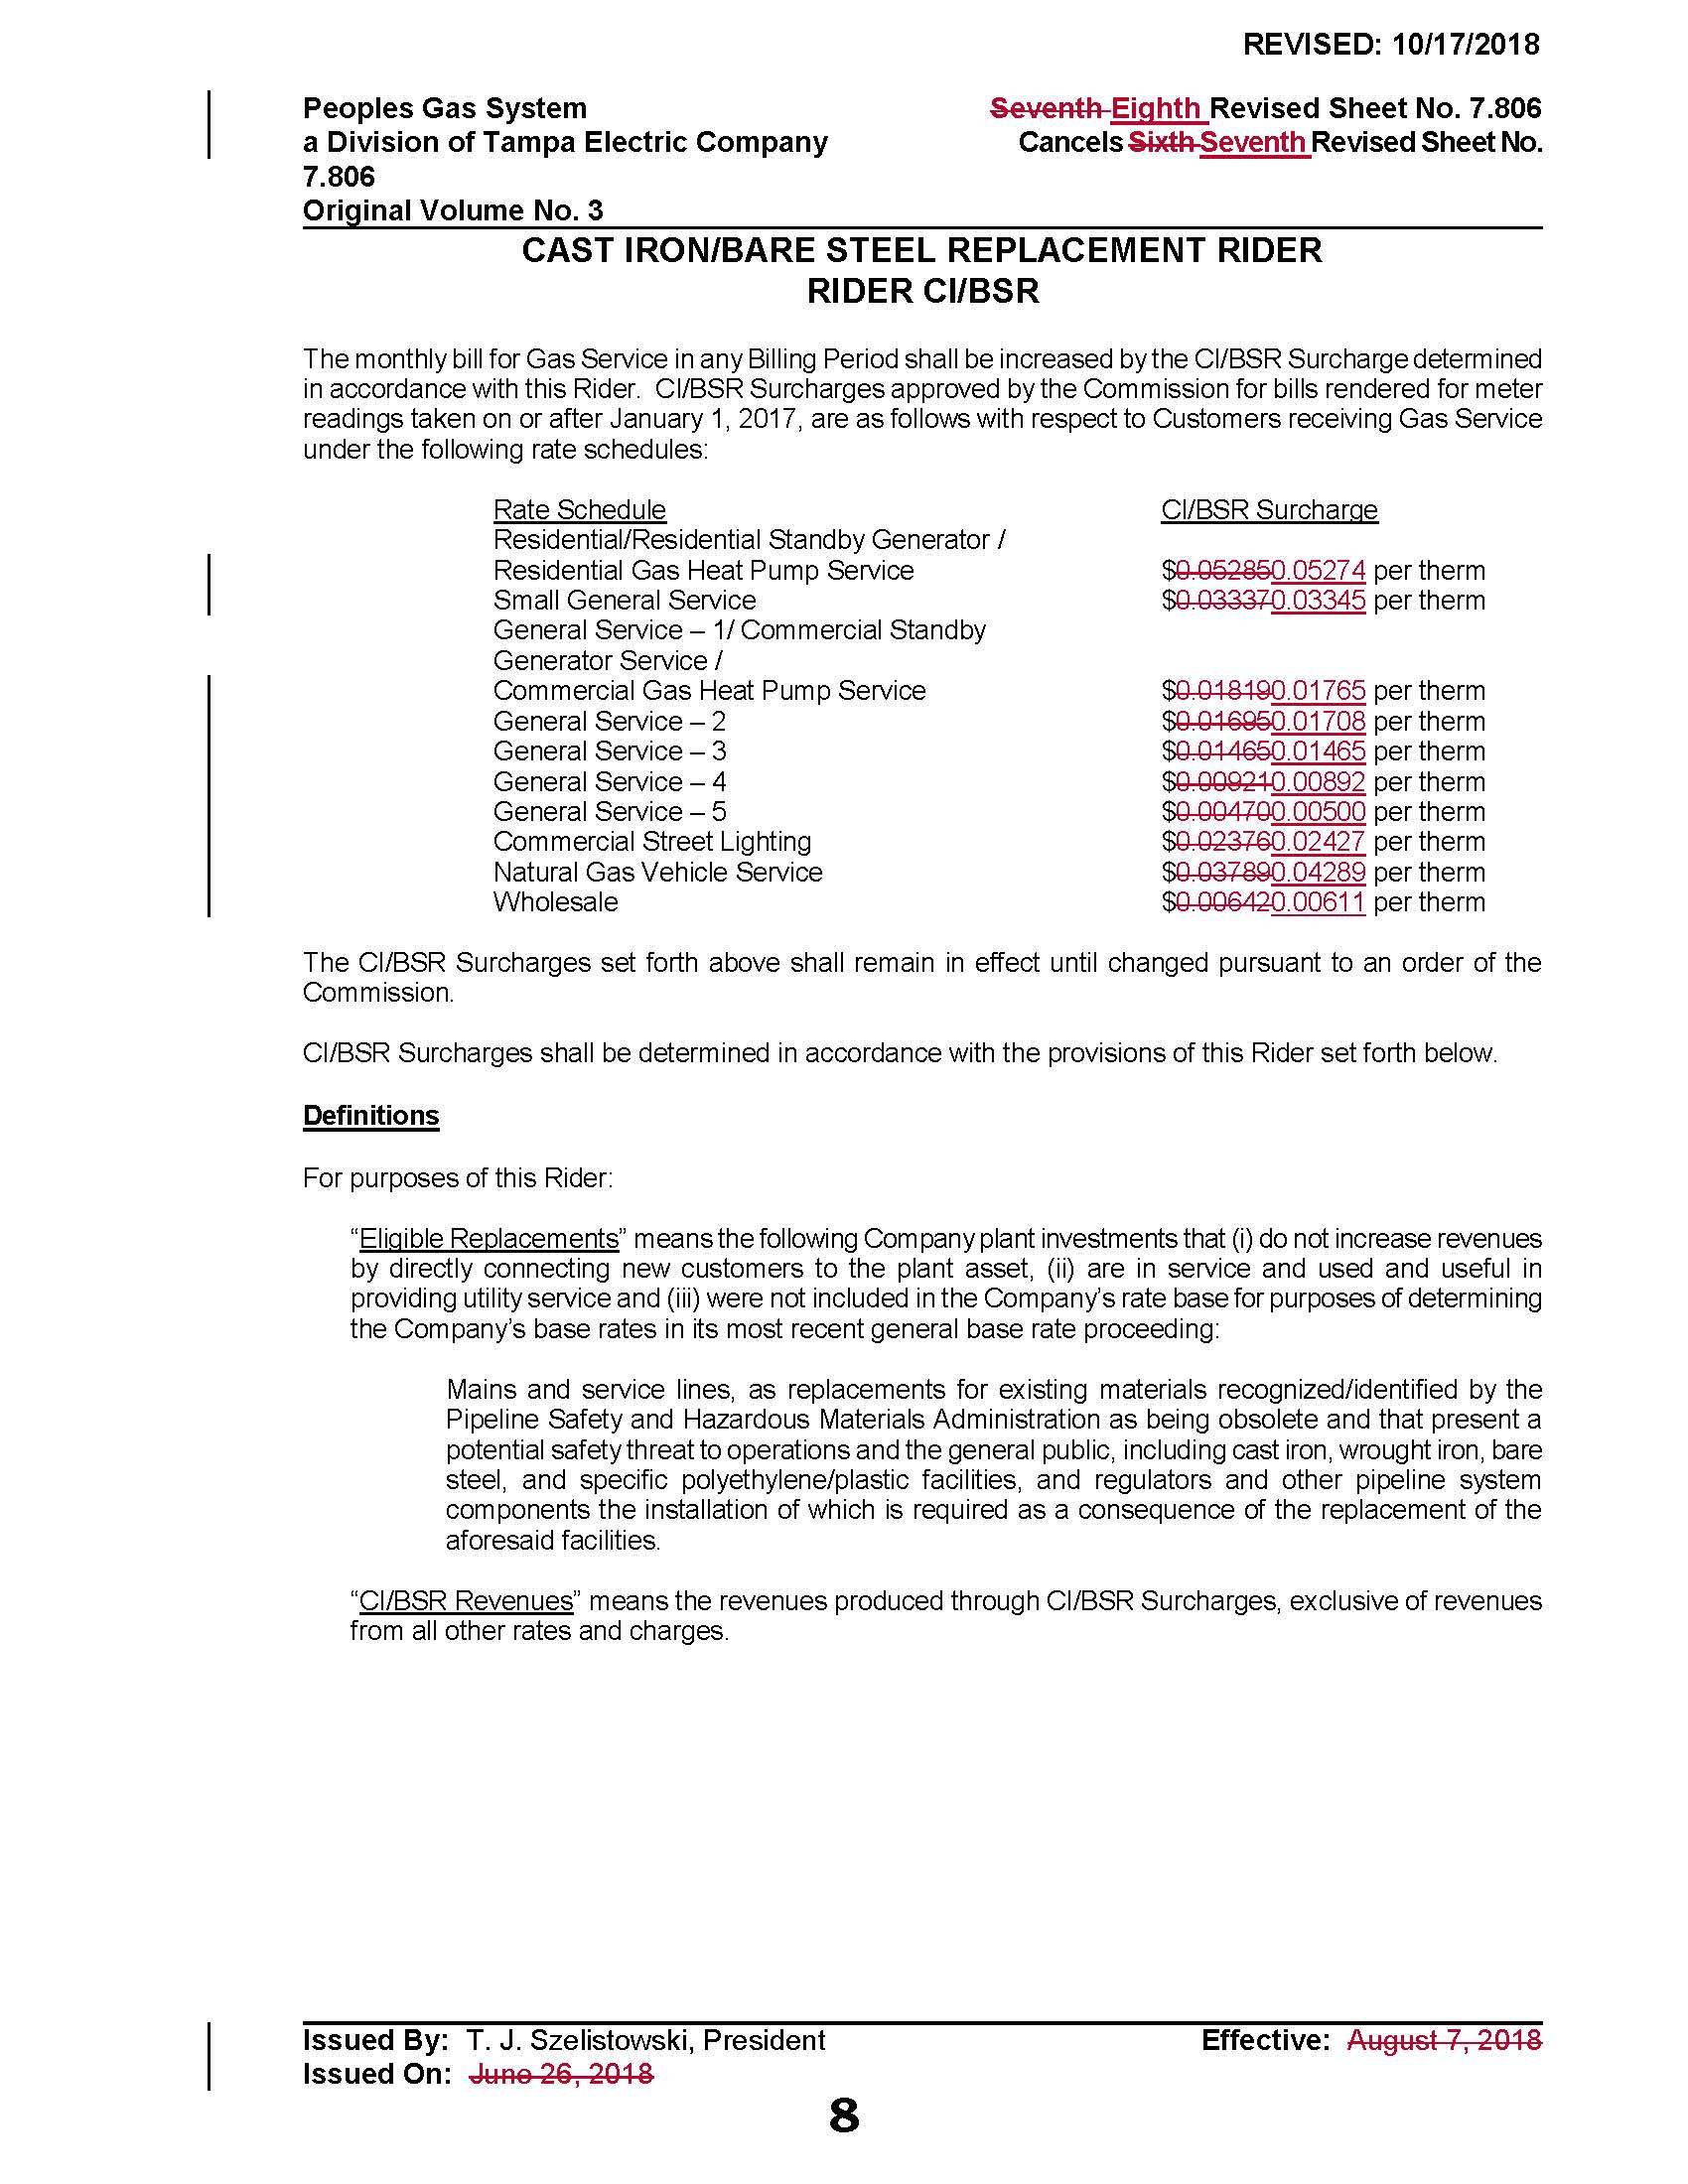 REVISED: 10/17/2018
Peoples Gas System Seventh Eighth Revised Sheet No. 7.806
a Division of Tampa Electric Company Cancels Sixth Seventh Revised Sheet No.
7.806
Original Volume No. 3
CAST IRON/BARE STEEL REPLACEMENT RIDER
RIDER CI/BSR
The monthly bill for Gas Service in any Billing Period shall be increased by the CI/BSR Surcharge determined
in accordance with this Rider. CI/BSR Surcharges approved by the Commission for bills rendered for meter
readings taken on or after January 1, 2017, are as follows with respect to Customers receiving Gas Service
under the following rate schedules:
Rate Schedule CI/BSR Surcharge
Residential/Residential Standby Generator /
Residential Gas Heat Pump Service $0.052850.05274 per therm
Small General Service $0.033370.03345 per therm
General Service – 1/ Commercial Standby
Generator Service /
Commercial Gas Heat Pump Service $0.018190.01765 per therm
General Service – 2 $0.016950.01708 per therm
General Service – 3 $0.014650.01465 per therm
General Service – 4 $0.009210.00892 per therm
General Service – 5 $0.004700.00500 per therm
Commercial Street Lighting $0.023760.02427 per therm
Natural Gas Vehicle Service $0.037890.04289 per therm
Wholesale $0.006420.00611 per therm
The CI/BSR Surcharges set forth above shall remain in effect until changed pursuant to an order of the
Commission.
CI/BSR Surcharges shall be determined in accordance with the provisions of this Rider set forth below.
Definitions
For purposes of this Rider:
“Eligible Replacements” means the following Company plant investments that (i) do not increase revenues
by directly connecting new customers to the plant asset, (ii) are in service and used and useful in
providing utility service and (iii) were not included in the Company’s rate base for purposes of determining
the Company’s base rates in its most recent general base rate proceeding:
Mains and service lines, as replacements for existing materials recognized/identified by the
Pipeline Safety and Hazardous Materials Administration as being obsolete and that present a
potential safety threat to operations and the general public, including cast iron, wrought iron, bare
steel, and specific polyethylene/plastic facilities, and regulators and other pipeline system
components the installation of which is required as a consequence of the replacement of the
aforesaid facilities.
“CI/BSR Revenues” means the revenues produced through CI/BSR Surcharges, exclusive of revenues
from all other rates and charges.
Issued By: T. J. Szelistowski, President Effective: August 7, 2018
Issued On: June 26, 2018
8